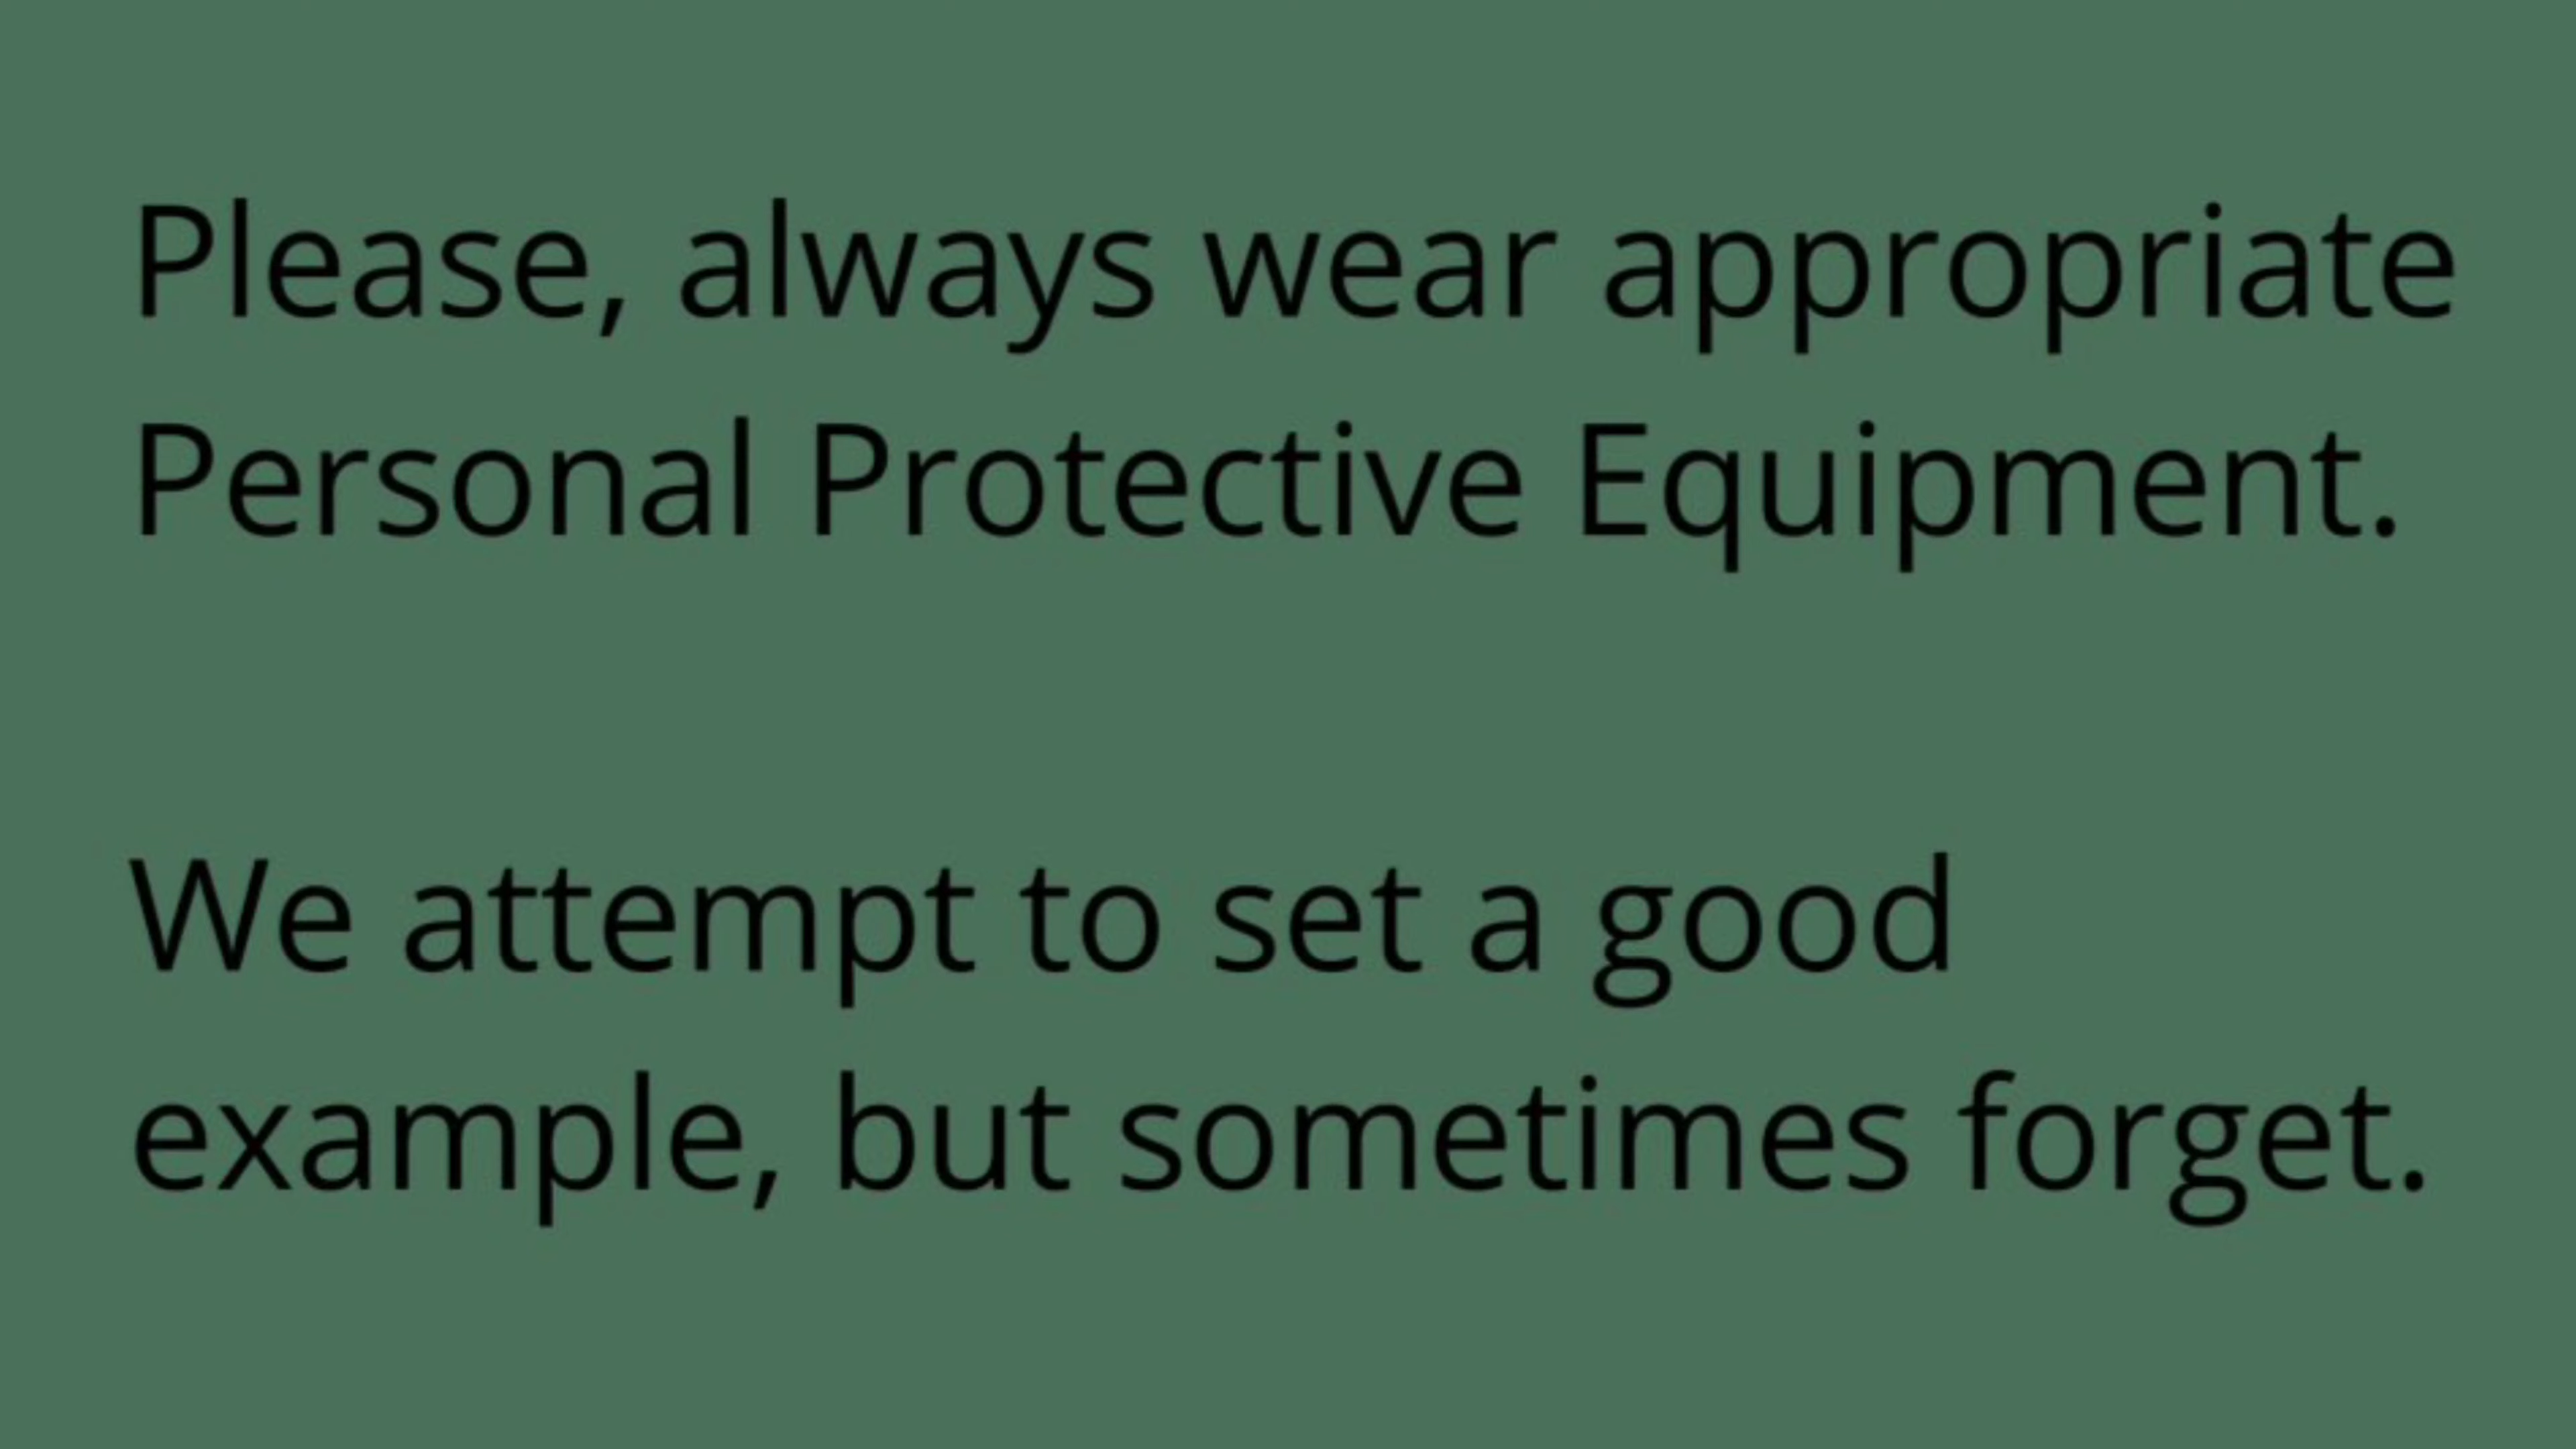 Please, always wear appropriate
Personal Protective Equipment.
We attempt to set a good
example, but sometimes forget.